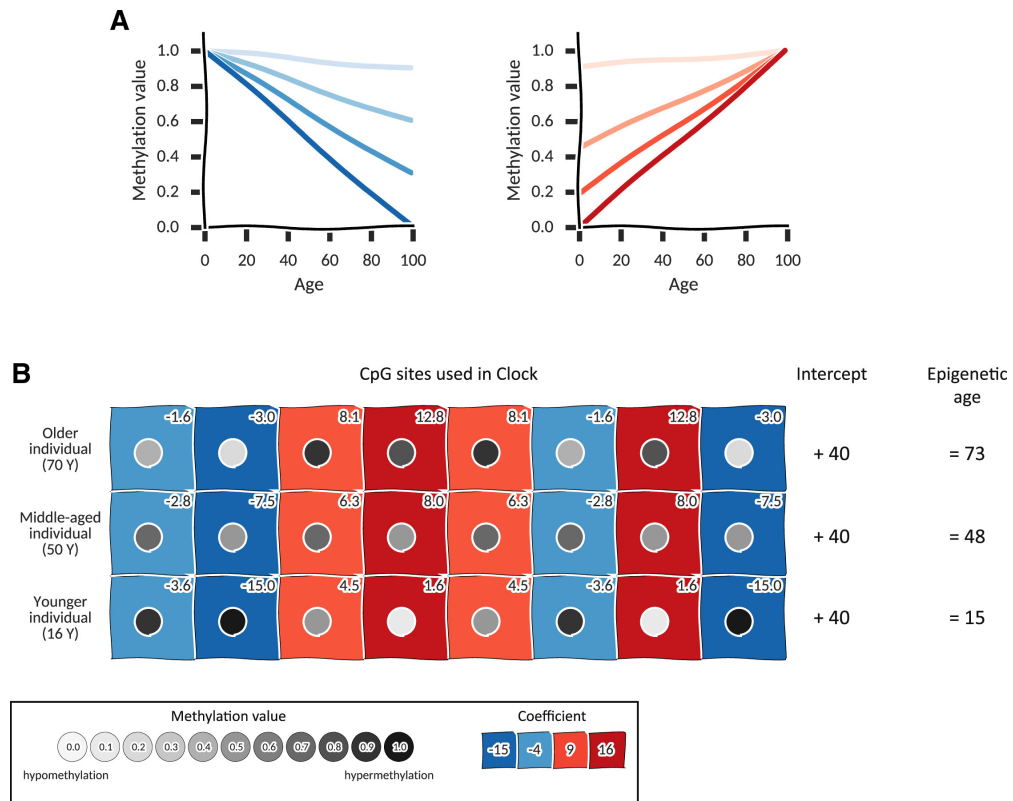 A
Methylation value
1.0
0.8
0.6
0.4
0.2
0.0
0 20 40 60 80 100
Age
Methylation value
1.0
0.8
0.6
0.4
0.2
0.0
0 20 40 60 80 100
Age
B
CpG sites used in Clock
Intercept
Epigenetic
age
Older
individual
(70 Y)
-1.6 -3.0 8.1 12.8 8.1 -1.6 12.8 -3.0
+ 40
= 73
Middle-aged
individual
(50 Y)
-2.8 -7.5 6.3 8.0 6.3 -2.8 8.0 -7.5
+ 40
= 48
Younger
individual
(16 Y)
-3.6 -15.0 4.5 1.6 4.5 -3.6 1.6 -15.0
+ 40
= 15
Methylation value
0.0 0.1 0.2 0.3 0.4 0.5 0.6 0.7 0.8 0.9 1.0
hypomethylation
hypermethylation
Coefficient
-15 -4 9 16